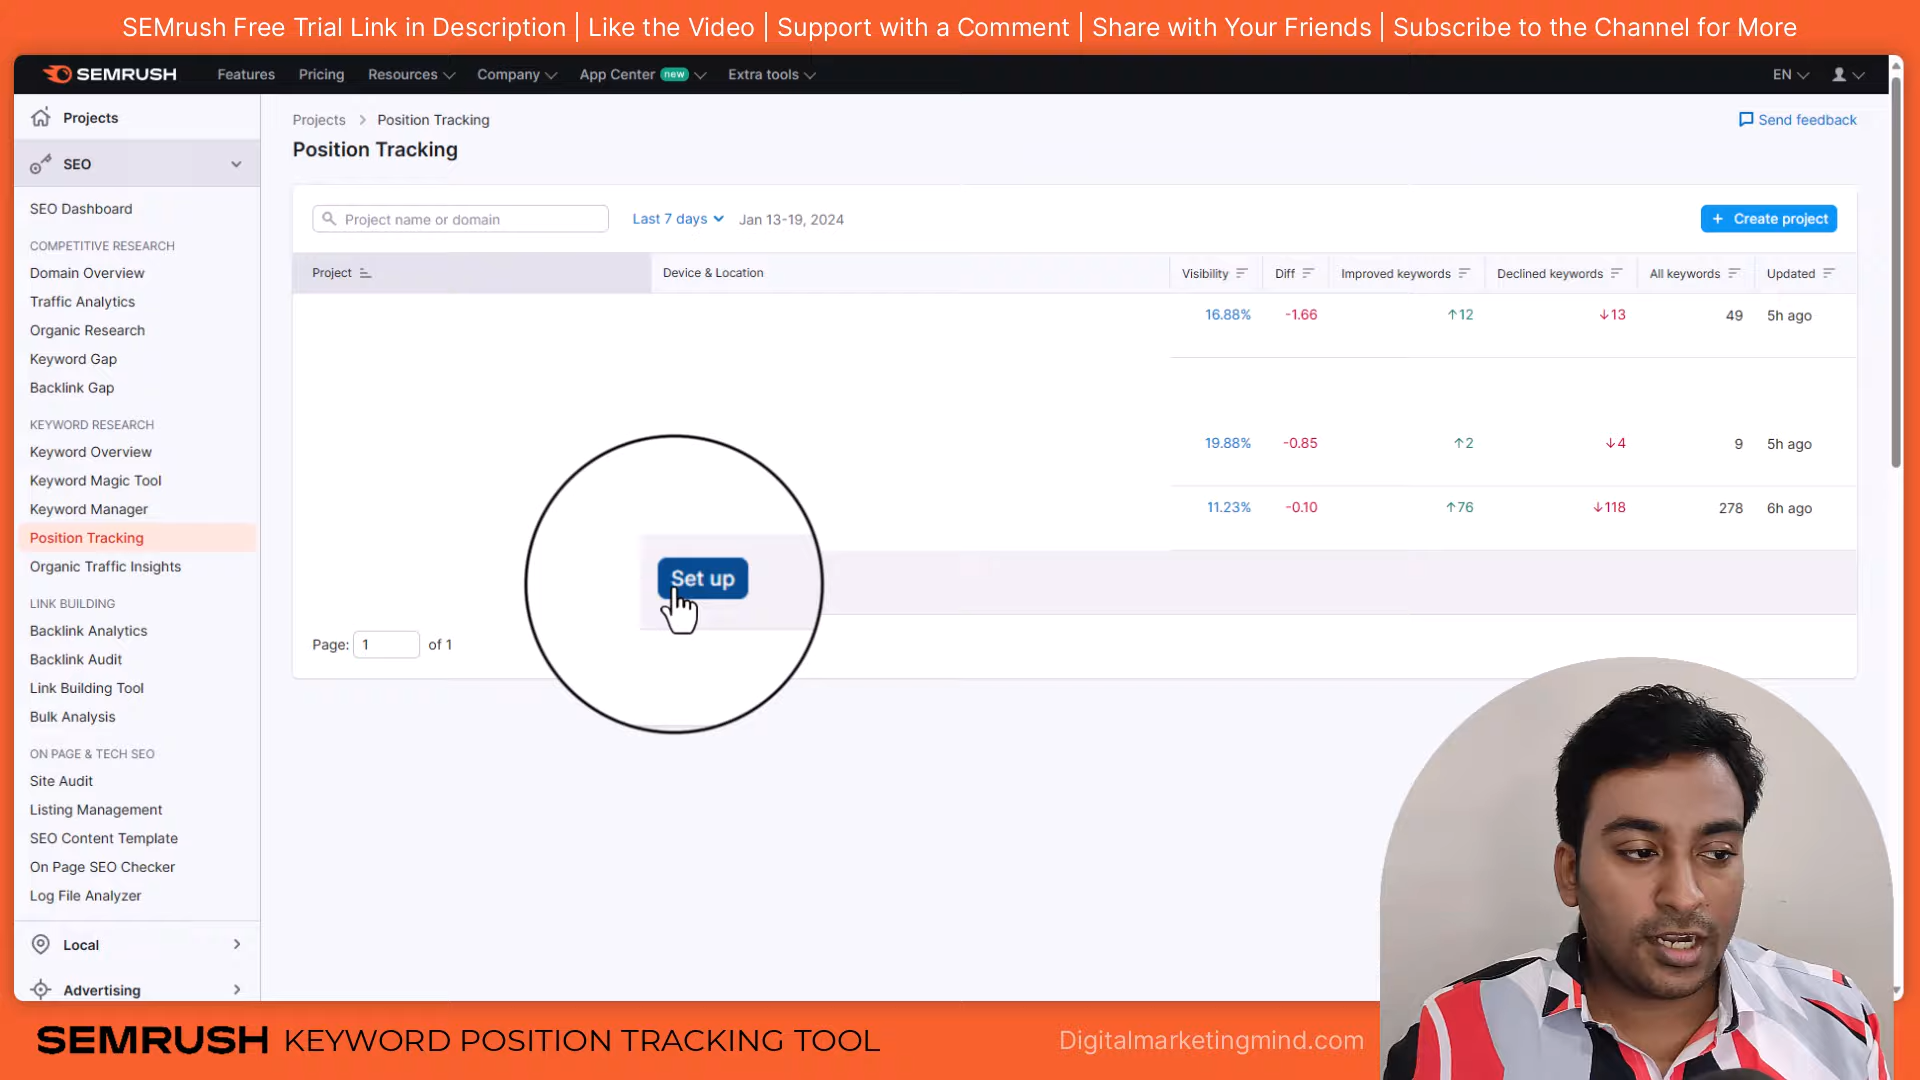 SEMrush Free Trial Link in Description | Like the Video | Support with a Comment | Share with Your Friends | Subscribe to the Channel for More
SEMRUSH Features Pricing Resources Company App Center new Extra tools EN
Projects
SEO
SEO Dashboard
COMPETITIVE RESEARCH
Domain Overview
Traffic Analytics
Organic Research
Keyword Gap
Backlink Gap
KEYWORD RESEARCH
Keyword Overview
Keyword Magic Tool
Keyword Manager
Position Tracking
Organic Traffic Insights
LINK BUILDING
Backlink Analytics
Backlink Audit
Link Building Tool
Bulk Analysis
ON PAGE & TECH SEO
Site Audit
Listing Management
SEO Content Template
On Page SEO Checker
Log File Analyzer
Local
Advertising
Projects > Position Tracking
Send feedback
Position Tracking
Project name or domain Last 7 days Jan 13-19, 2024 + Create project
Project Device & Location Visibility Diff Improved keywords Declined keywords All keywords Updated
16.88% -1.66 ↑12 ↓13 49 5h ago
19.88% -0.85 ↑2 ↓4 9 5h ago
11.23% -0.10 ↑76 ↓118 278 6h ago
Set up
Page: 1 of 1
SEMRUSH KEYWORD POSITION TRACKING TOOL
Digitalmarketingmind.com